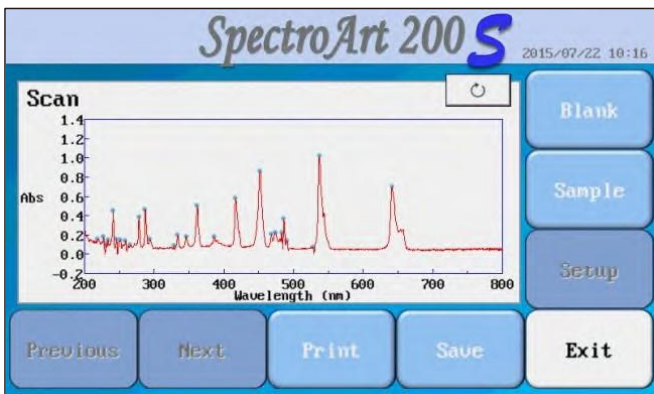 SpectroArt 200S
2015/07/22 10:16
Scan
Blank
Sample
Setup
Abs
1.4
1.2
1.0
0.8
0.6
0.4
0.2
0.0
-0.2
200 300 400 500 600 700 800
Wavelength (nm)
Previous Next Print Save Exit